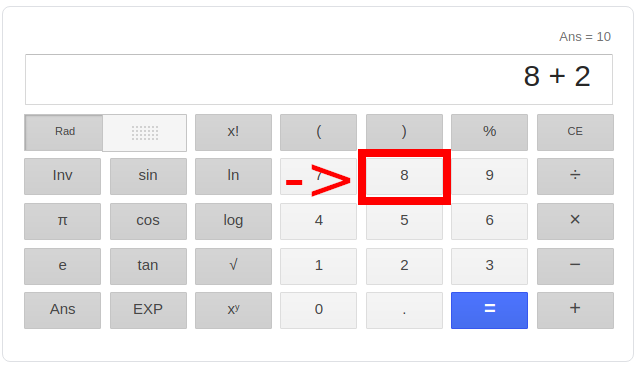 Ans = 10
8 + 2
Rad x! ( ) % CE
Inv sin ln 7 8 9 ÷
π cos log 4 5 6 ×
e tan √ 1 2 3 −
Ans EXP xʸ 0 . = +
->